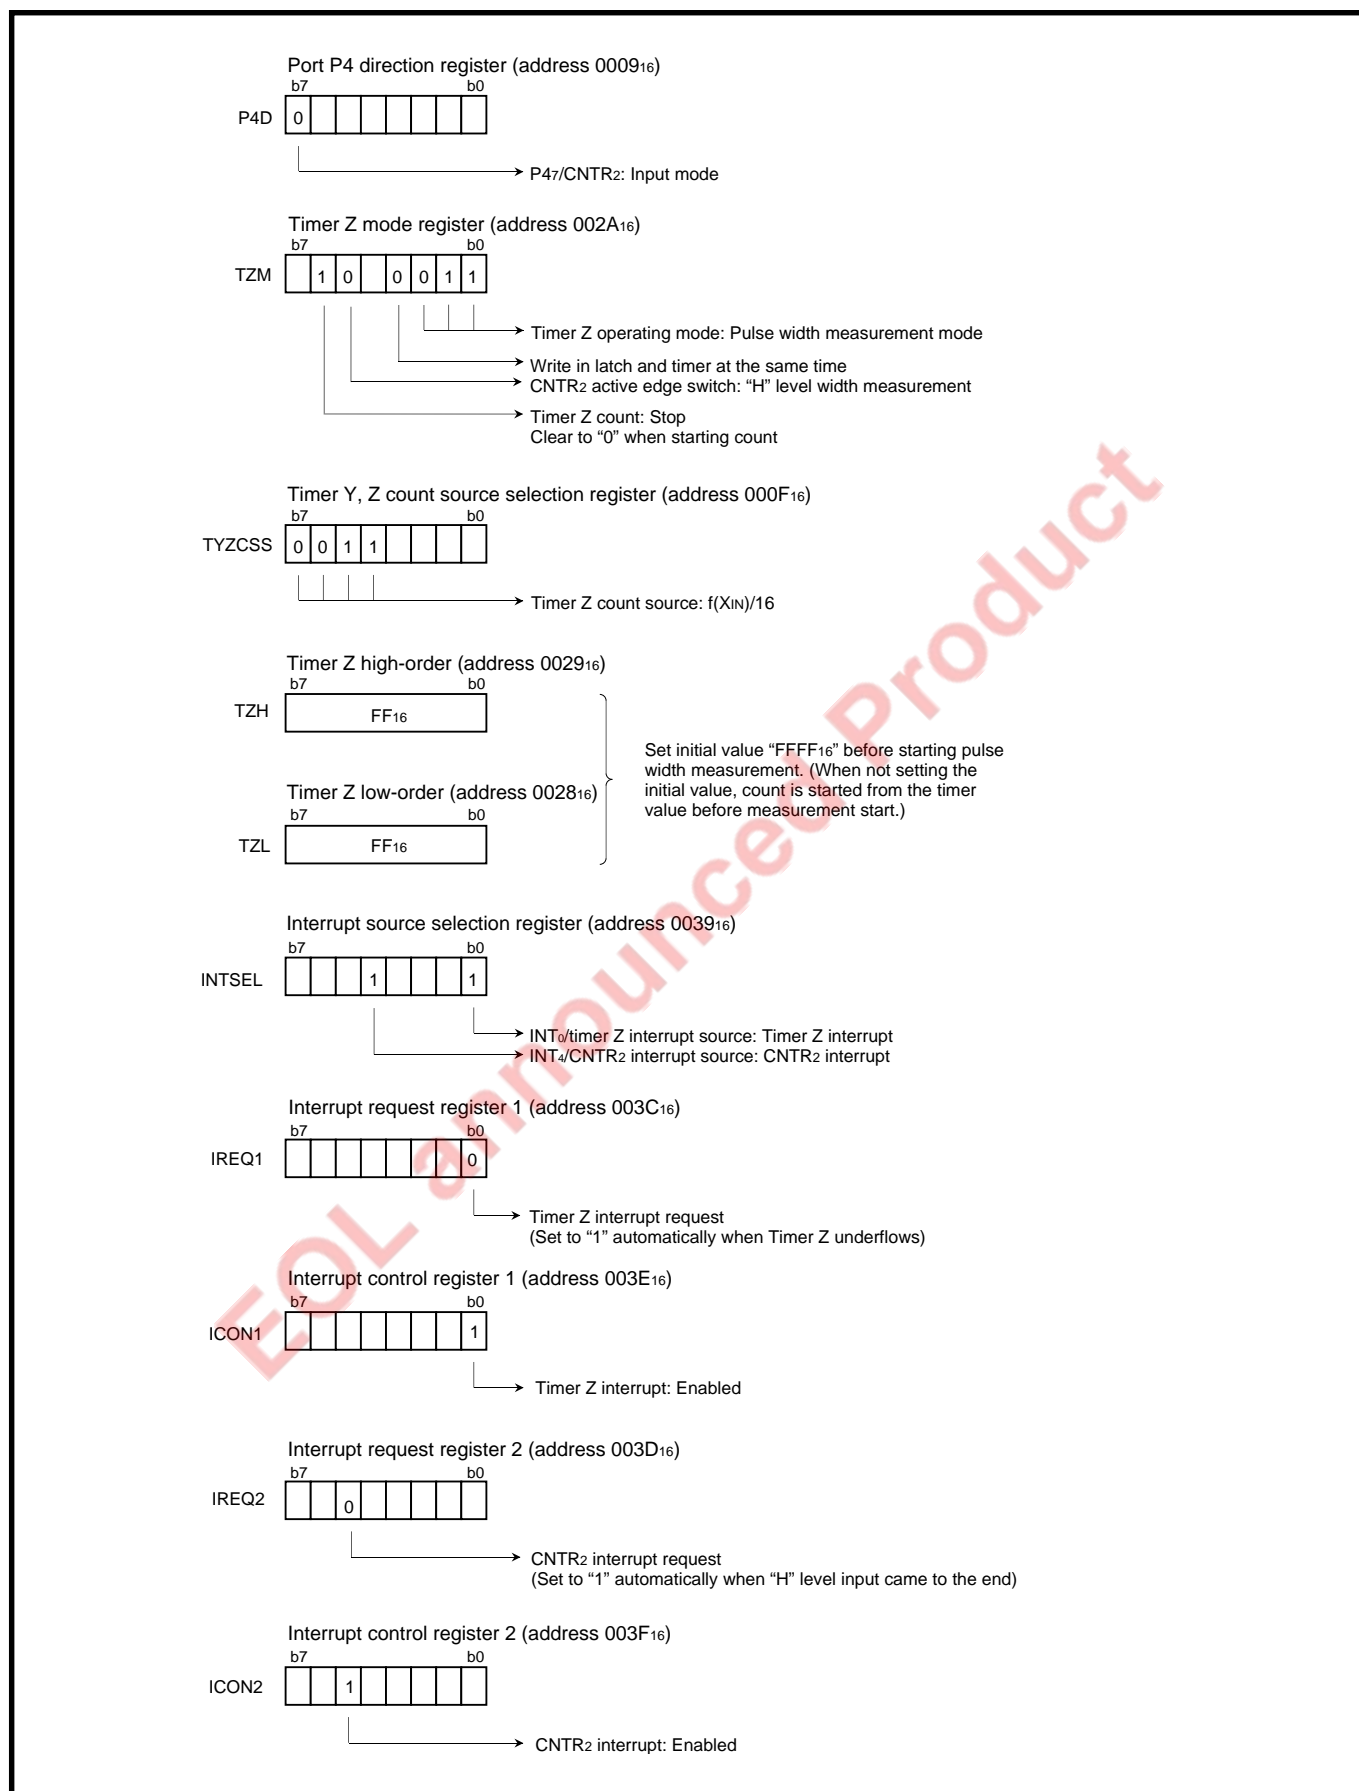 Port P4 direction register (address 0009₁₆)
b7 b0
P4D 0
P4₇/CNTR₂: Input mode
Timer Z mode register (address 002A₁₆)
b7 b0
TZM 1 0 0 0 1 1
Timer Z operating mode: Pulse width measurement mode
Write in latch and timer at the same time
CNTR₂ active edge switch: “H” level width measurement
Timer Z count: Stop
Clear to “0” when starting count
Timer Y, Z count source selection register (address 000F₁₆)
b7 b0
TYZCSS 0 0 1 1
Timer Z count source: f(XIN)/16
Timer Z high-order (address 0029₁₆)
b7 b0
TZH FF₁₆
Set initial value “FFFF₁₆” before starting pulse
width measurement. (When not setting the
initial value, count is started from the timer
value before measurement start.)
Timer Z low-order (address 0028₁₆)
b7 b0
TZL FF₁₆
Interrupt source selection register (address 0039₁₆)
b7 b0
INTSEL 1 1
INT₀/timer Z interrupt source: Timer Z interrupt
INT₄/CNTR₂ interrupt source: CNTR₂ interrupt
Interrupt request register 1 (address 003C₁₆)
b7 b0
IREQ1 0
Timer Z interrupt request
(Set to “1” automatically when Timer Z underflows)
Interrupt control register 1 (address 003E₁₆)
b7 b0
ICON1 1
Timer Z interrupt: Enabled
Interrupt request register 2 (address 003D₁₆)
b7 b0
IREQ2 0
CNTR₂ interrupt request
(Set to “1” automatically when “H” level input came to the end)
Interrupt control register 2 (address 003F₁₆)
b7 b0
ICON2 1
CNTR₂ interrupt: Enabled
EOL announced Product